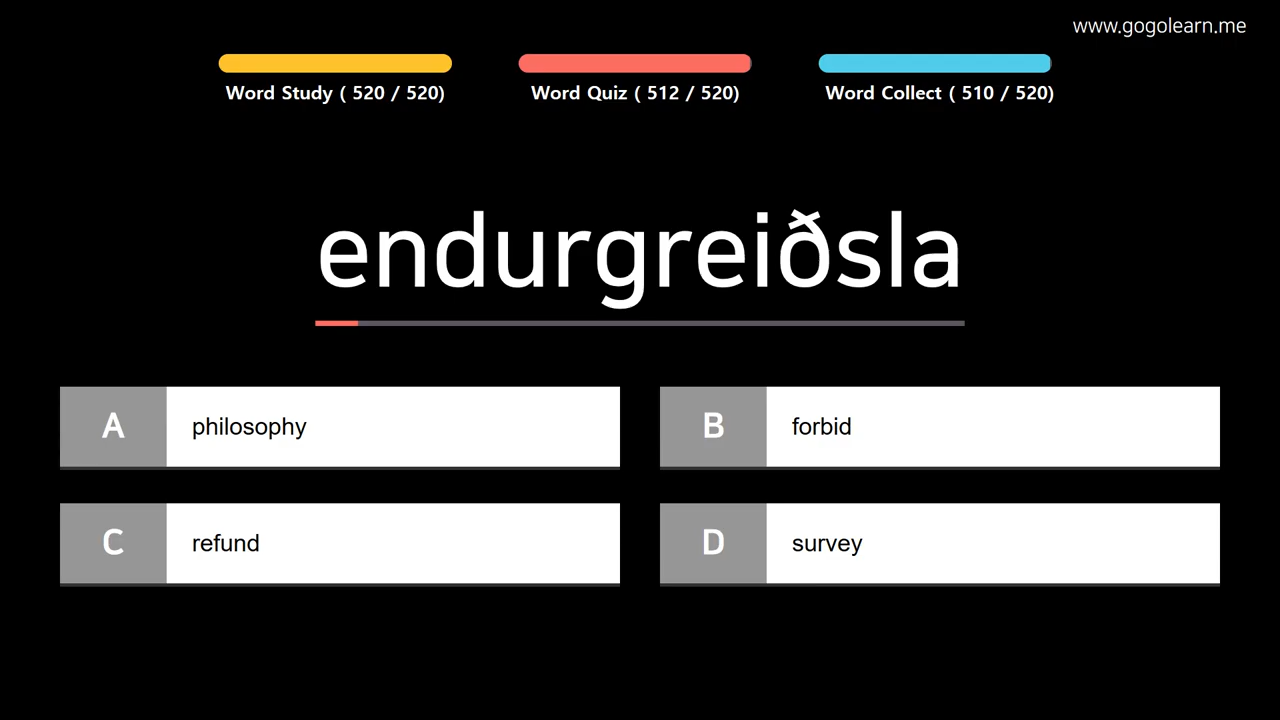 www.gogolearn.me
Word Study ( 520 / 520)
Word Quiz ( 512 / 520)
Word Collect ( 510 / 520)
endurgreiðsla
A philosophy
B forbid
C refund
D survey